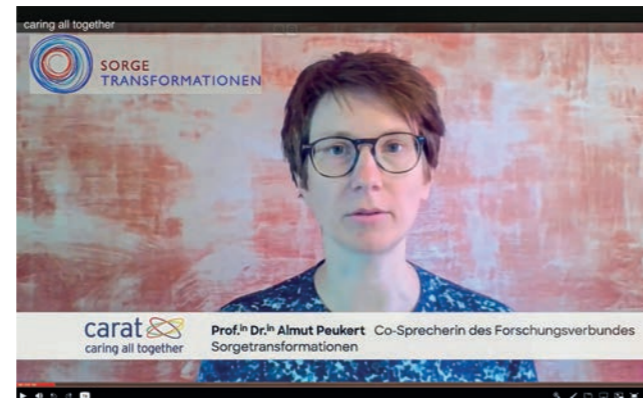 caring all together
SORGE
TRANSFORMATIONEN
carat
caring all together
Prof.ⁱⁿ Dr.ⁱⁿ Almut Peukert Co-Sprecherin des Forschungsverbundes
Sorgetransformationen